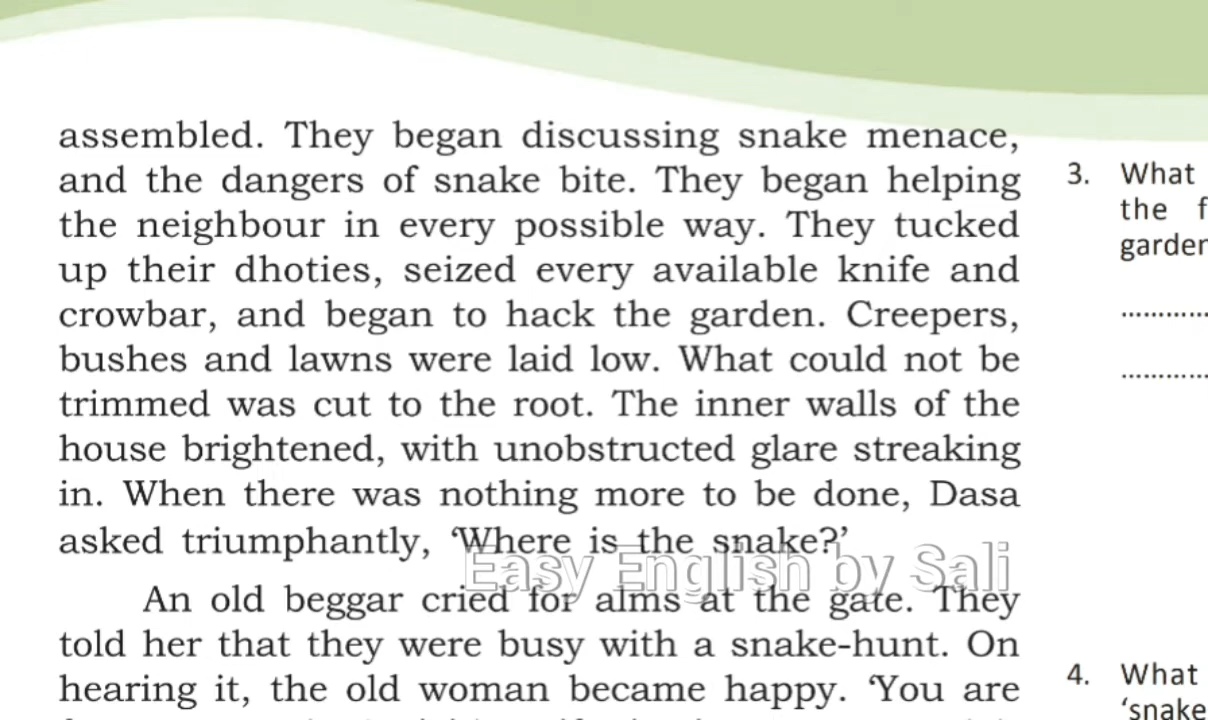 assembled. They began discussing snake menace,
and the dangers of snake bite. They began helping
the neighbour in every possible way. They tucked
up their dhoties, seized every available knife and
crowbar, and began to hack the garden. Creepers,
bushes and lawns were laid low. What could not be
trimmed was cut to the root. The inner walls of the
house brightened, with unobstructed glare streaking
in. When there was nothing more to be done, Dasa
asked triumphantly, ‘Where is the snake?’
Easy English by Sali
An old beggar cried for alms at the gate. They
told her that they were busy with a snake-hunt. On
hearing it, the old woman became happy. ‘You are
3. What
the f
garden
4. What
‘snake